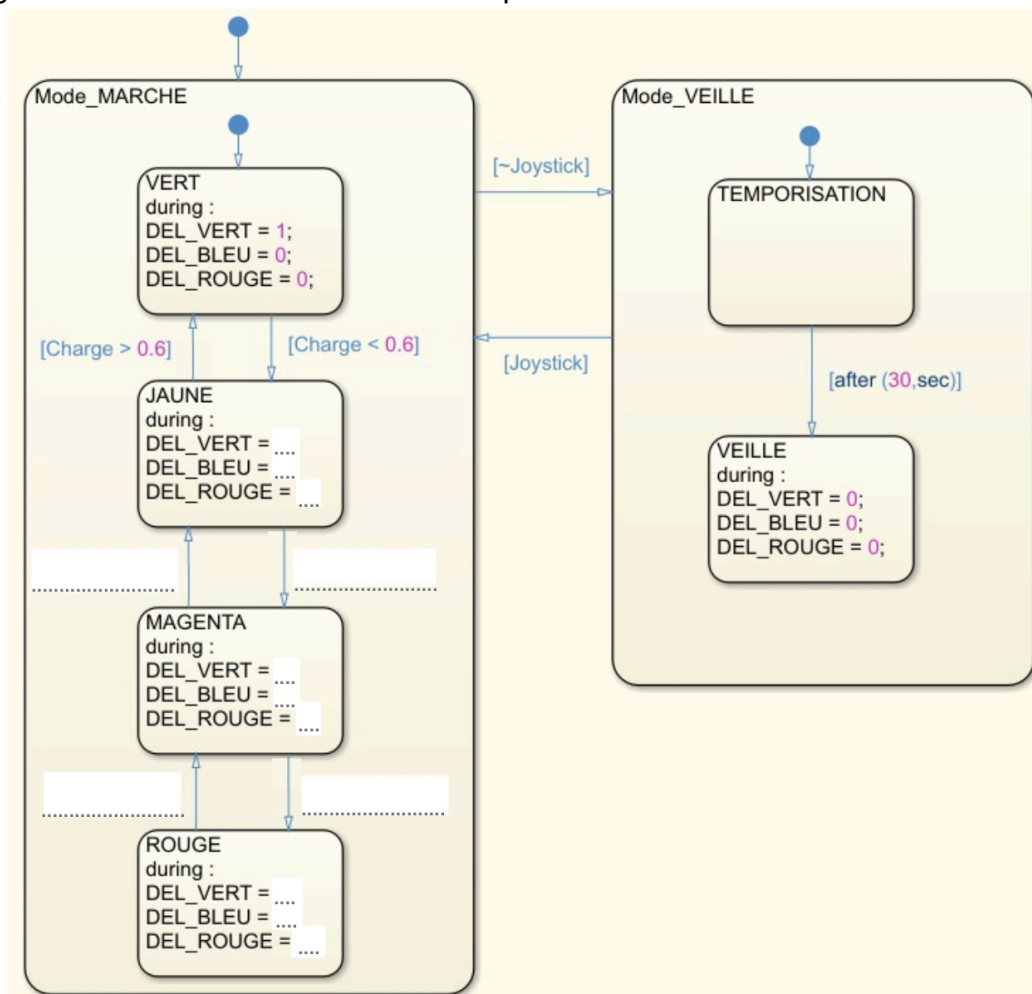 Mode_MARCHE
VERT
during :
DEL_VERT = 1;
DEL_BLEU = 0;
DEL_ROUGE = 0;
[Charge > 0.6]
[Charge < 0.6]
JAUNE
during :
DEL_VERT = ....
DEL_BLEU = ....
DEL_ROUGE = ....
....................
....................
MAGENTA
during :
DEL_VERT = ....
DEL_BLEU = ....
DEL_ROUGE = ....
....................
....................
ROUGE
during :
DEL_VERT = ....
DEL_BLEU = ....
DEL_ROUGE = ....
[~Joystick]
[Joystick]
Mode_VEILLE
TEMPORISATION
[after (30,sec)]
VEILLE
during :
DEL_VERT = 0;
DEL_BLEU = 0;
DEL_ROUGE = 0;